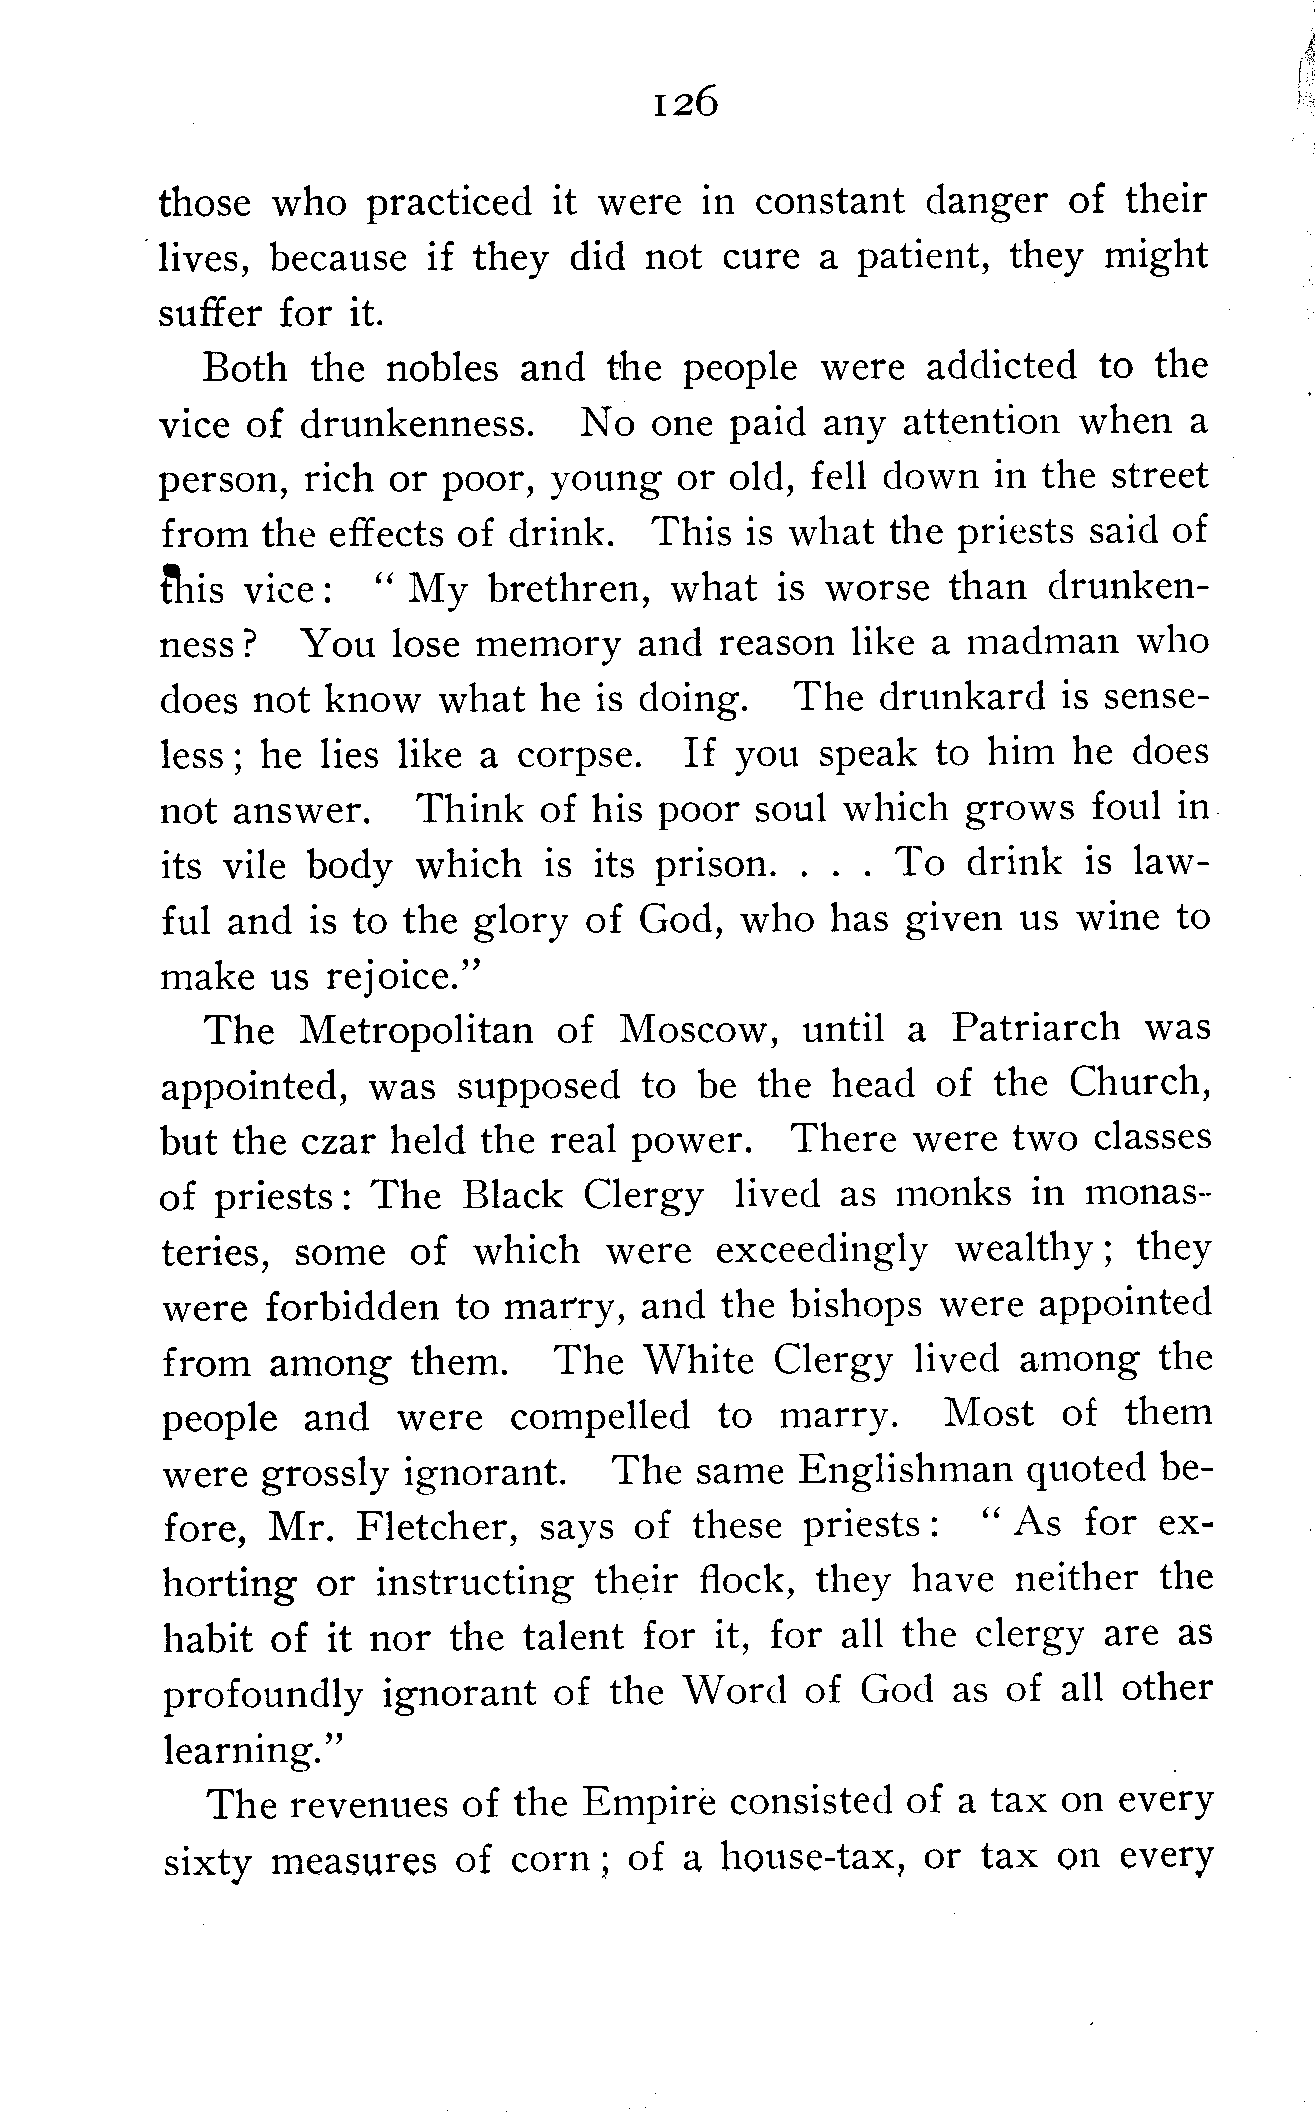 126
those who practiced it were in constant danger of their
lives, because if they did not cure a patient, they might
suffer for it.
Both the nobles and the people were addicted to the
vice of drunkenness. No one paid any attention when a
person, rich or poor, young or old, fell down in the street
from the effects of drink. This is what the priests said of
this vice: " My brethren, what is worse than drunken-
ness? You lose memory and reason like a madman who
does not know what he is doing. The drunkard is sense-
less; he lies like a corpse. If you speak to him he does
not answer. Think of his poor soul which grows foul in
its vile body which is its prison. . . . To drink is law-
ful and is to the glory of God, who has given us wine to
make us rejoice."
The Metropolitan of Moscow, until a Patriarch was
appointed, was supposed to be the head of the Church,
but the czar held the real power. There were two classes
of priests: The Black Clergy lived as monks in monas-
teries, some of which were exceedingly wealthy; they
were forbidden to marry, and the bishops were appointed
from among them. The White Clergy lived among the
people and were compelled to marry. Most of them
were grossly ignorant. The same Englishman quoted be-
fore, Mr. Fletcher, says of these priests: " As for ex-
horting or instructing their flock, they have neither the
habit of it nor the talent for it, for all the clergy are as
profoundly ignorant of the Word of God as of all other
learning."
The revenues of the Empire consisted of a tax on every
sixty measures of corn; of a house-tax, or tax on every